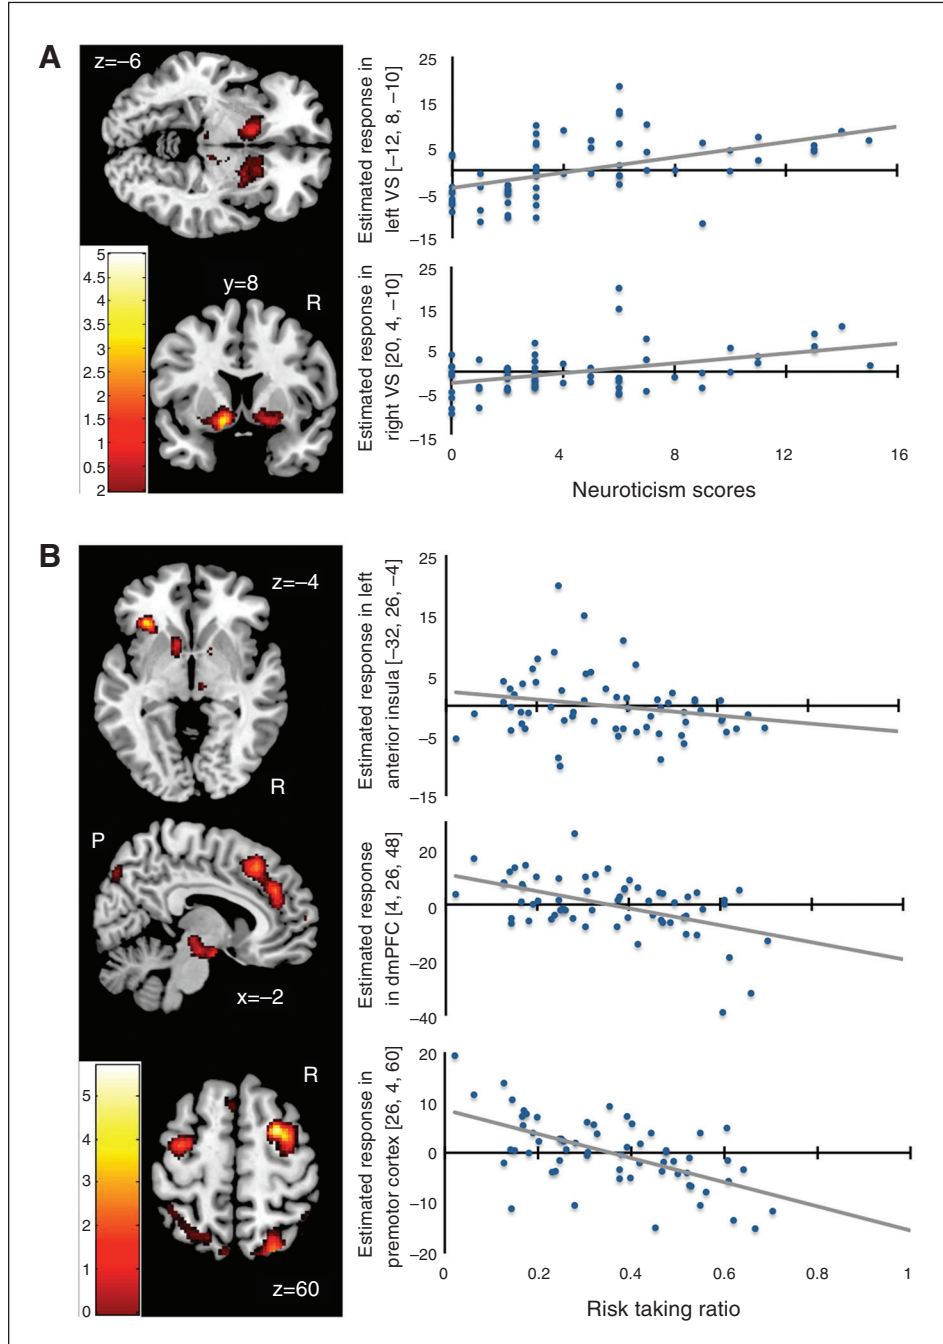 A
z=–6
5
4.5
4
3.5
3
2.5
2
1.5
1
0.5
2
y=8
R
Estimated response in
left VS [–12, 8, –10]
25
15
5
–5
–15
Estimated response in
right VS [20, 4, –10]
25
15
5
–5
–15
0
4
8
12
16
Neuroticism scores
B
z=–4
R
P
x=–2
5
4
3
2
1
0
R
z=60
Estimated response in left
anterior insula [–32, 26, –4]
25
15
5
–5
–15
Estimated response
in dmPFC [4, 26, 48]
20
0
–20
–40
Estimated response in
premotor cortex [26, 4, 60]
20
10
0
–10
–20
0
0.2
0.4
0.6
0.8
1
Risk taking ratio